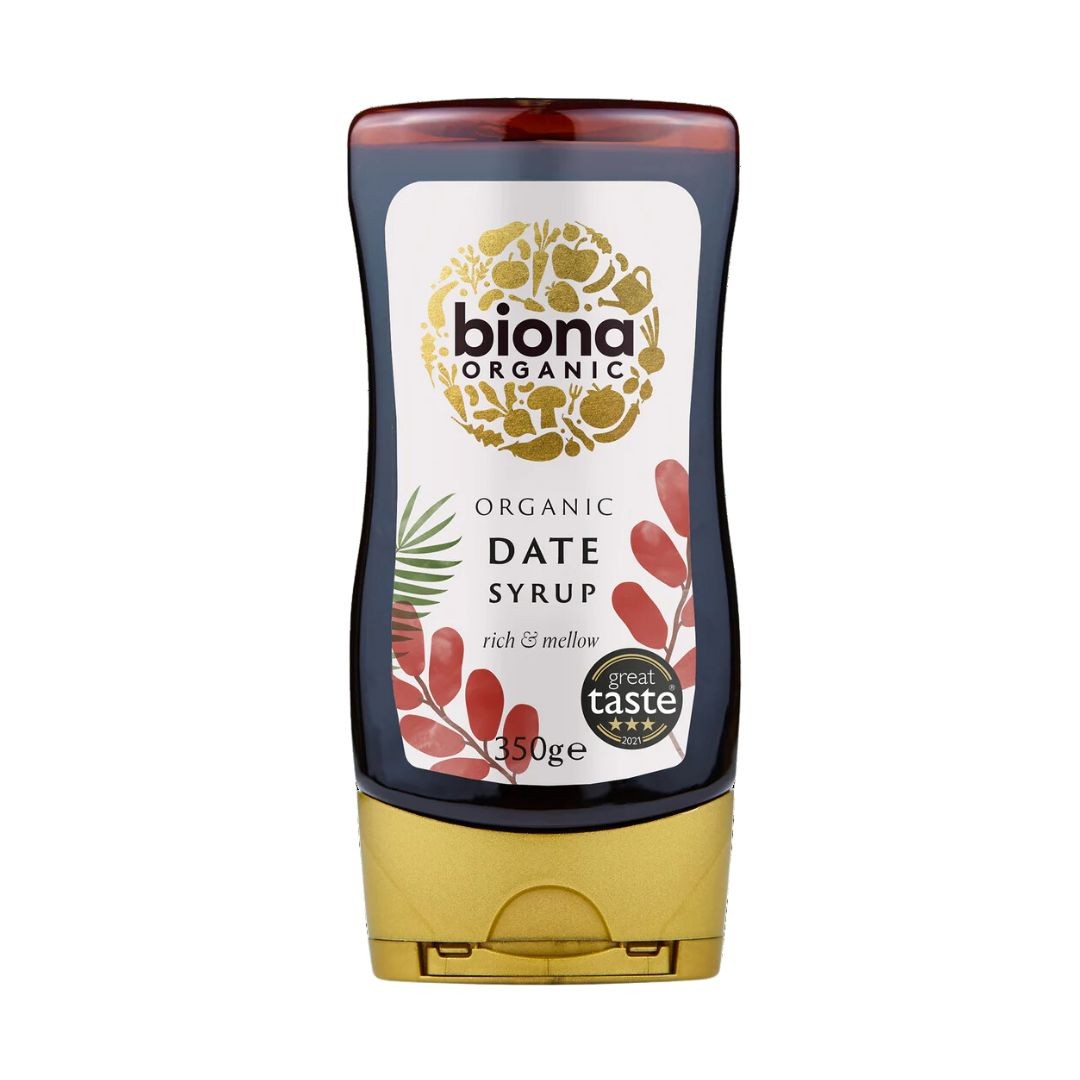 biona
ORGANIC
ORGANIC
DATE
SYRUP
rich & mellow
great
taste®
2021
350g℮